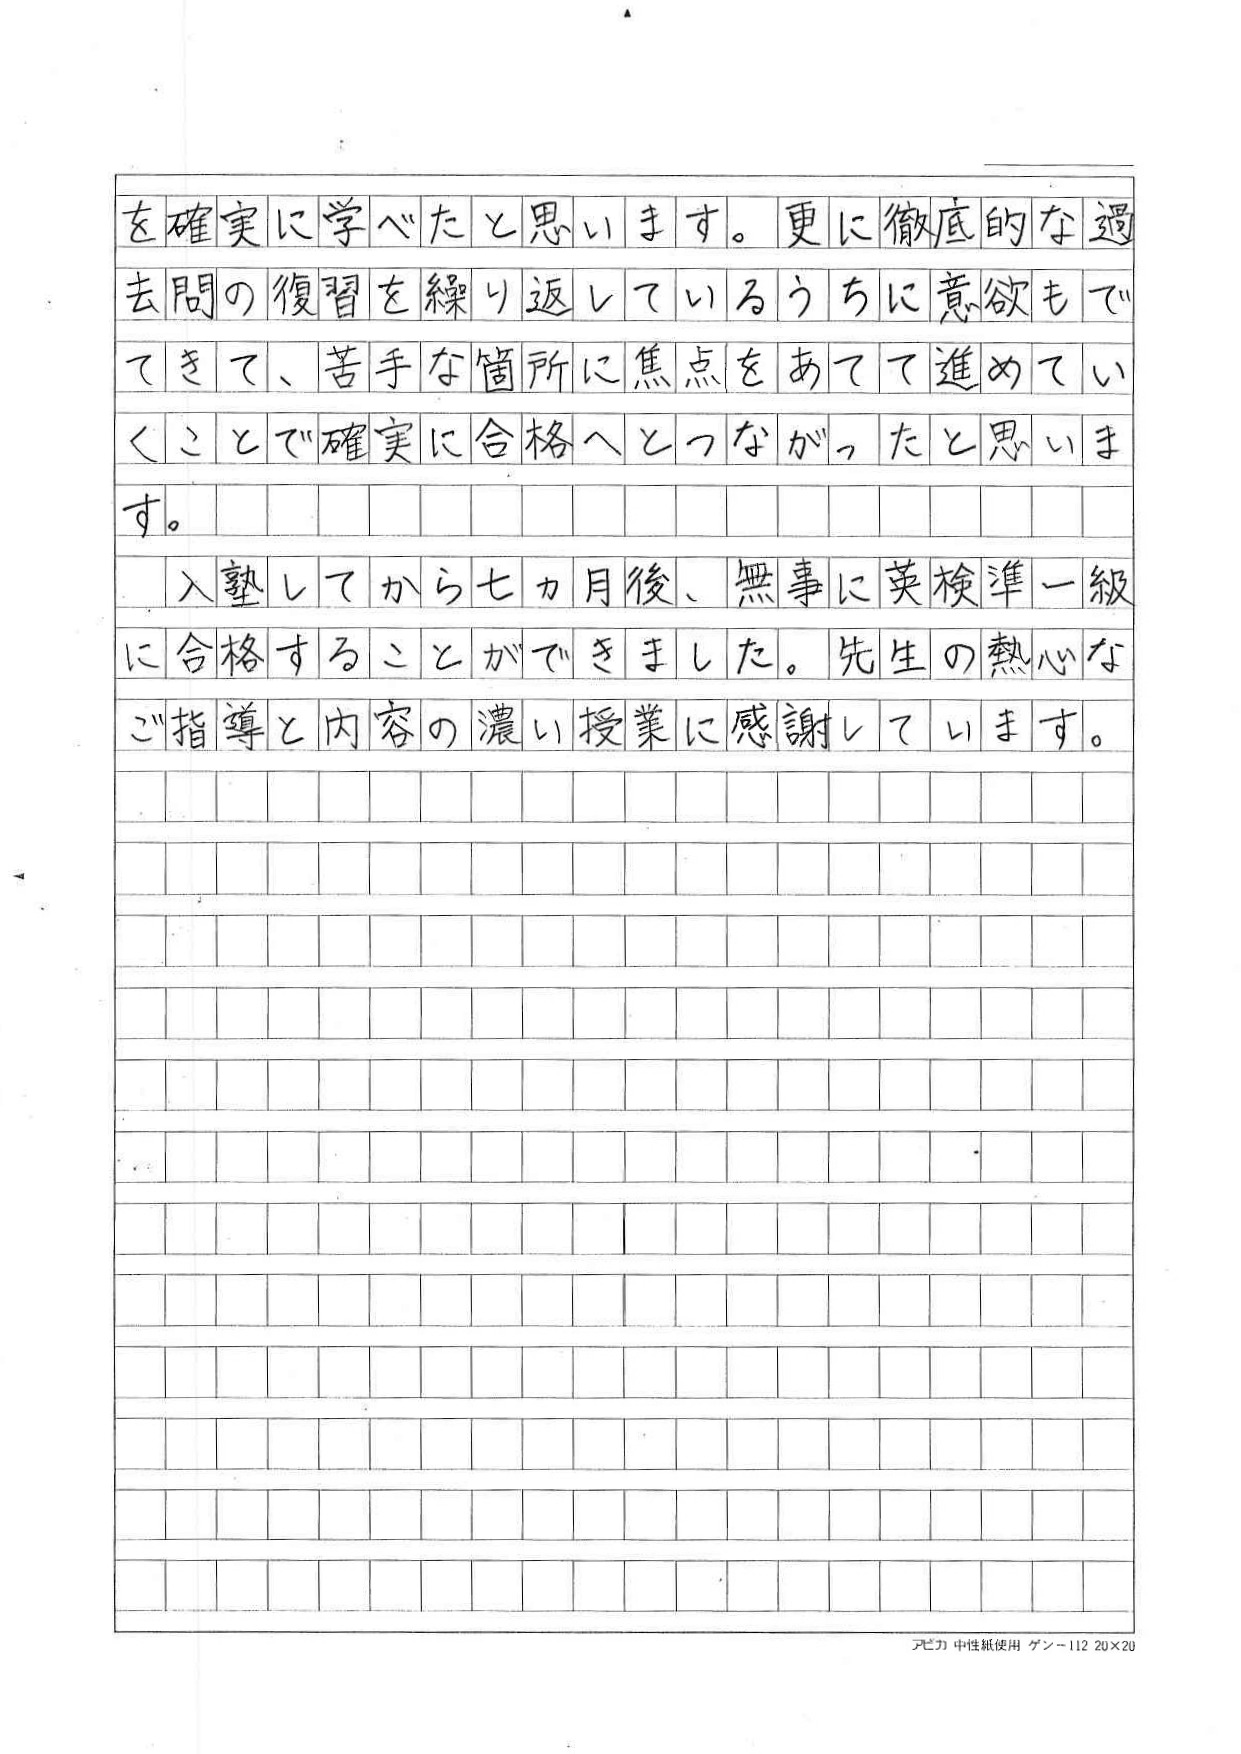 を確実に学べたと思います。更に徹底的な過
去問の復習を繰り返しているうちに意欲もで
てきて、苦手な箇所に焦点をあてて進めてい
くことで確実に合格へとつながったと思いま
す。
入塾してから七ヵ月後、無事に英検準一級
に合格することができました。先生の熱心な
ご指導と内容の濃い授業に感謝しています。
アピカ 中性紙使用 ゲンー112 20×20